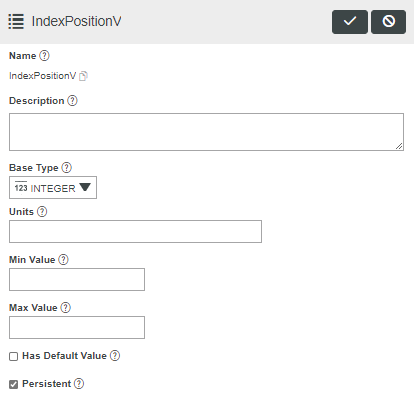 IndexPositionV
Name
IndexPositionV
Description
Base Type
123 INTEGER
Units
Min Value
Max Value
Has Default Value
Persistent